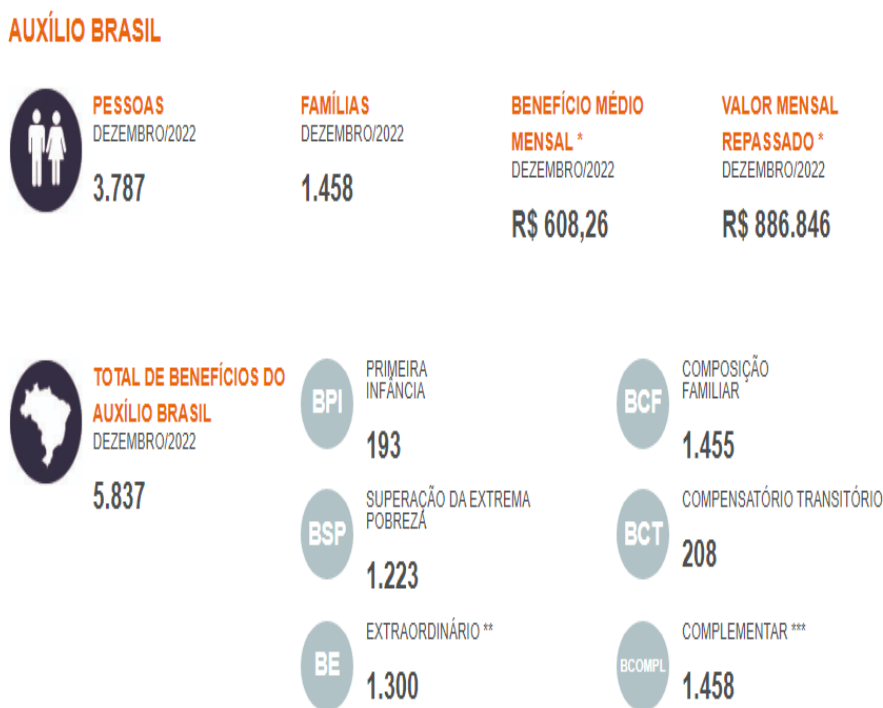 AUXÍLIO BRASIL
PESSOAS
DEZEMBRO/2022
3.787
FAMÍLIAS
DEZEMBRO/2022
1.458
BENEFÍCIO MÉDIO
MENSAL *
DEZEMBRO/2022
R$ 608,26
VALOR MENSAL
REPASSADO *
DEZEMBRO/2022
R$ 886.846
TOTAL DE BENEFÍCIOS DO
AUXÍLIO BRASIL
DEZEMBRO/2022
5.837
BPI
PRIMEIRA
INFÂNCIA
193
BCF
COMPOSIÇÃO
FAMILIAR
1.455
BSP
SUPERAÇÃO DA EXTREMA
POBREZA
1.223
BCT
COMPENSATÓRIO TRANSITÓRIO
208
BE
EXTRAORDINÁRIO **
1.300
BCOMPL
COMPLEMENTAR ***
1.458